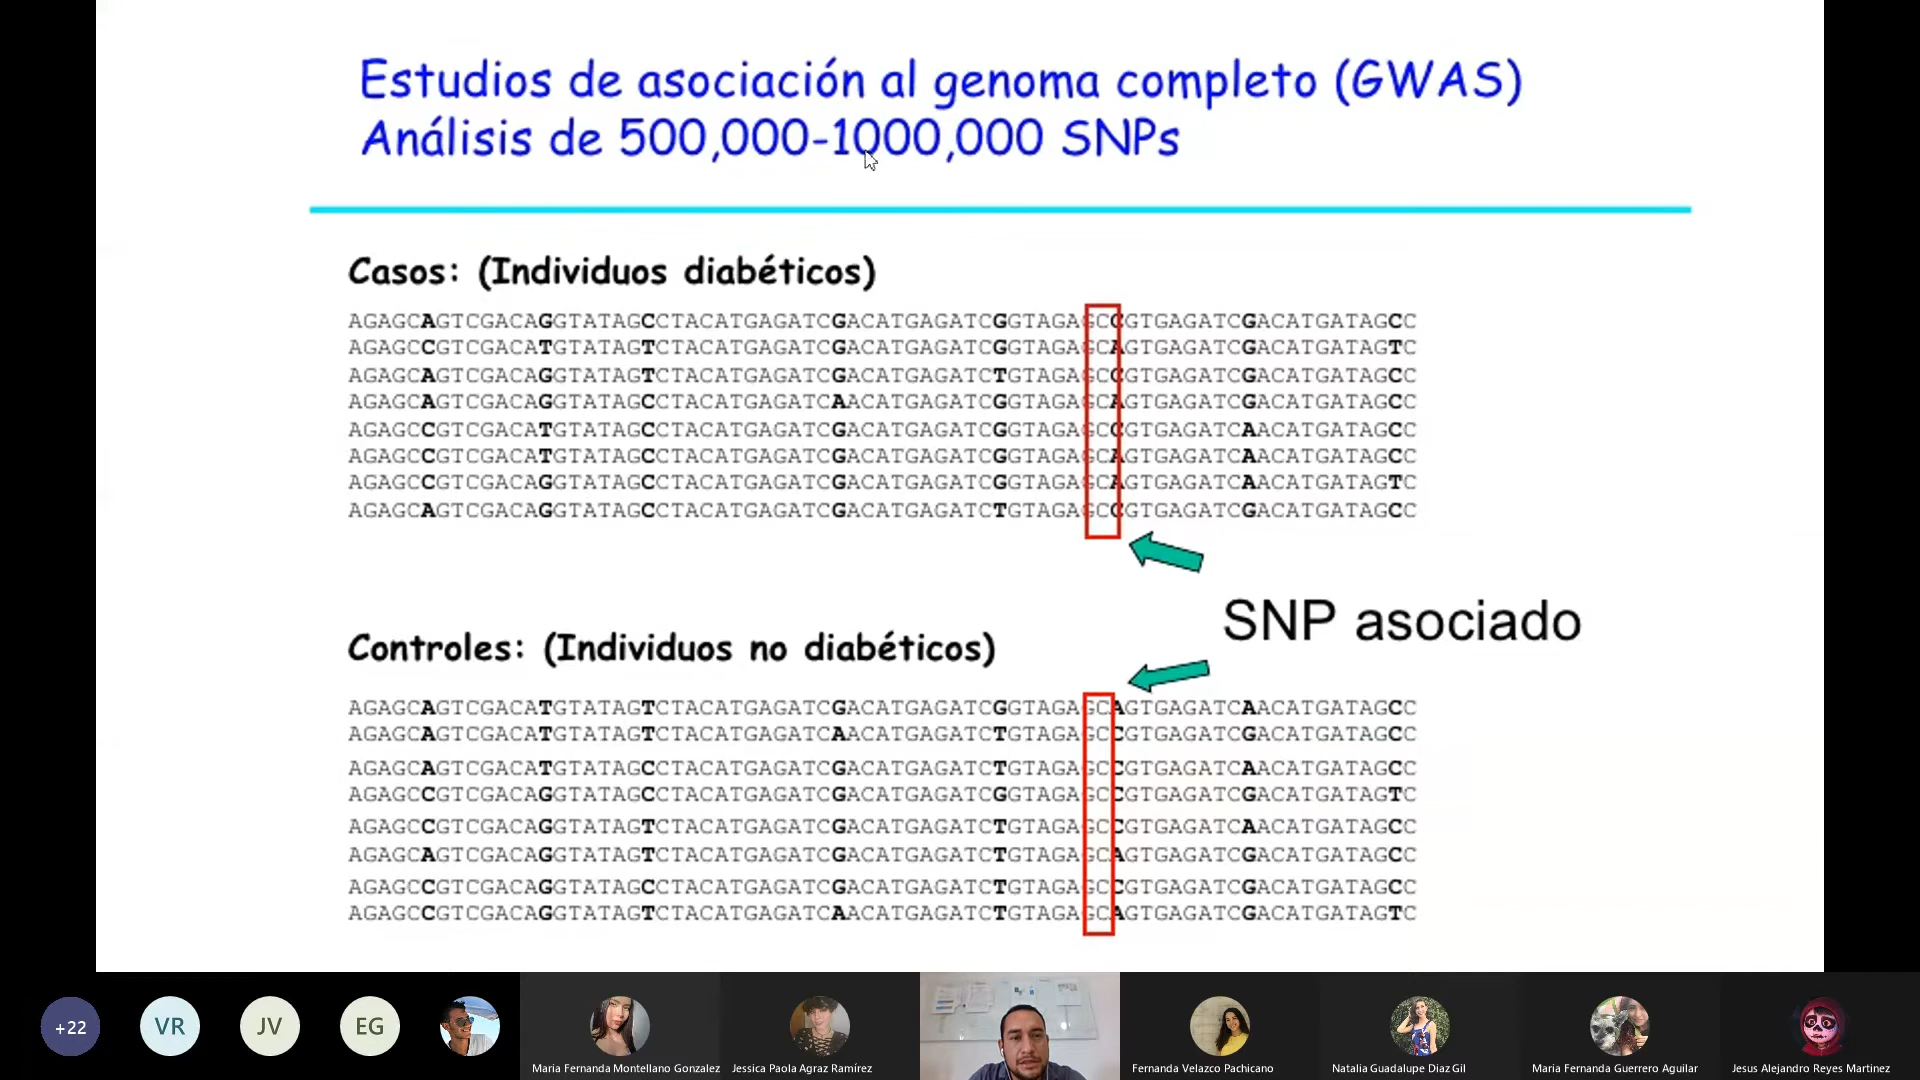 Estudios de asociación al genoma completo (GWAS)
Análisis de 500,000-1000,000 SNPs
Casos: (Individuos diabéticos)
AGAGCAGTCGACAGGTATAGCCTACATGAGATCGACATGAGATCGGTAGAGCCGTGAGATCGACATGATAGCC
AGAGCCGTCGACATGTATAGTCTACATGAGATCGACATGAGATCGGTAGAGCAGTGAGATCGACATGATAGTC
AGAGCAGTCGACAGGTATAGTCTACATGAGATCGACATGAGATCTGTAGAGCCGTGAGATCGACATGATAGCC
AGAGCAGTCGACAGGTATAGCCTACATGAGATCAACATGAGATCGGTAGAGCAGTGAGATCGACATGATAGCC
AGAGCCGTCGACATGTATAGCCTACATGAGATCGACATGAGATCGGTAGAGCCGTGAGATCAACATGATAGCC
AGAGCCGTCGACATGTATAGCCTACATGAGATCGACATGAGATCGGTAGAGCAGTGAGATCAACATGATAGCC
AGAGCCGTCGACAGGTATAGCCTACATGAGATCGACATGAGATCGGTAGAGCAGTGAGATCAACATGATAGTC
AGAGCAGTCGACAGGTATAGCCTACATGAGATCGACATGAGATCTGTAGAGCCGTGAGATCGACATGATAGCC
SNP asociado
Controles: (Individuos no diabéticos)
AGAGCAGTCGACATGTATAGTCTACATGAGATCGACATGAGATCGGTAGAGCAGTGAGATCAACATGATAGCC
AGAGCAGTCGACATGTATAGTCTACATGAGATCAACATGAGATCTGTAGAGCCGTGAGATCGACATGATAGCC
AGAGCAGTCGACATGTATAGCCTACATGAGATCGACATGAGATCTGTAGAGCCGTGAGATCAACATGATAGCC
AGAGCCGTCGACAGGTATAGCCTACATGAGATCGACATGAGATCGGTAGAGCCGTGAGATCGACATGATAGTC
AGAGCCGTCGACAGGTATAGTCTACATGAGATCGACATGAGATCTGTAGAGCCGTGAGATCAACATGATAGCC
AGAGCAGTCGACAGGTATAGTCTACATGAGATCGACATGAGATCTGTAGAGCAGTGAGATCGACATGATAGCC
AGAGCCGTCGACAGGTATAGCCTACATGAGATCGACATGAGATCTGTAGAGCCGTGAGATCGACATGATAGCC
AGAGCCGTCGACAGGTATAGTCTACATGAGATCAACATGAGATCTGTAGAGCAGTGAGATCGACATGATAGTC
+22
VR
JV
EG
Maria Fernanda Montellano Gonzalez
Jessica Paola Agraz Ramírez
Fernanda Velazco Pachicano
Natalia Guadalupe Diaz Gil
Maria Fernanda Guerrero Aguilar
Jesus Alejandro Reyes Martinez